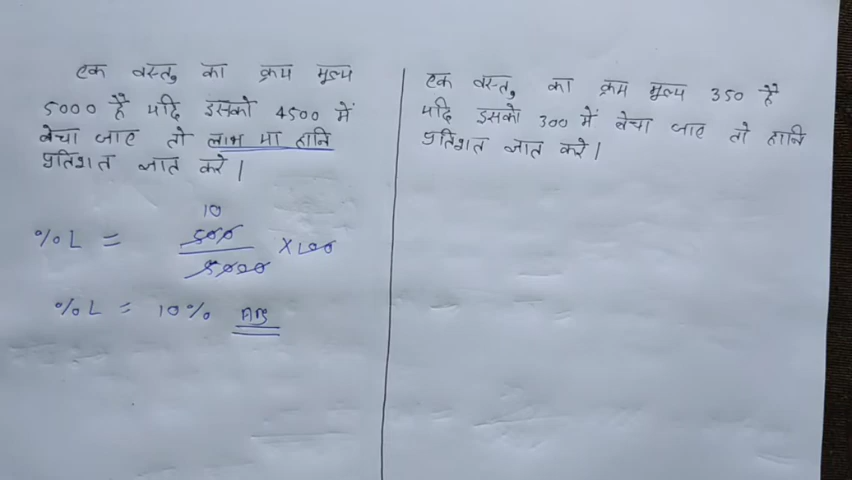 एक वस्तु का क्रय मूल्य
5000 है यदि इसको 4500 में
बेचा जाए तो लाभ या हानि
प्रतिशत ज्ञात करे |
10
%L = 500 / 5000 × 100
%L = 10% Ans
एक वस्तु का क्रय मूल्य 350 है
यदि इसको 300 में बेचा जाए तो हानि
प्रतिशत ज्ञात करे |